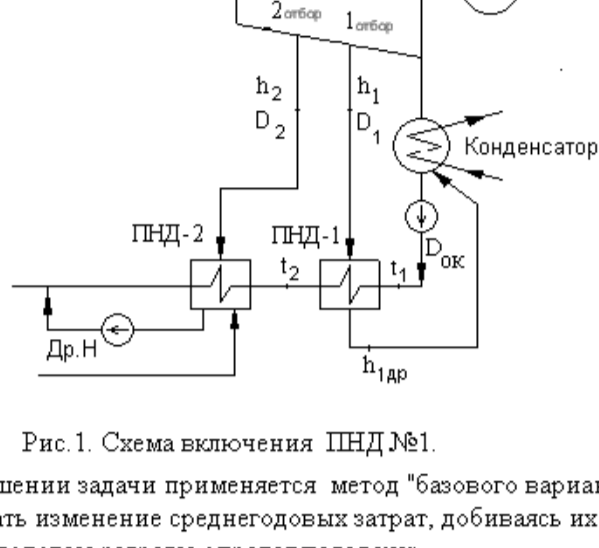 2отбор 1отбор
h2 h1
D2 D1
Конденсатор
ПНД-2 ПНД-1
Dок
t2 t1
Др.Н
h1др
Рис.1. Схема включения ПНД №1.
шении задачи применяется метод "базового вариан
ть изменение среднегодовых затрат, добиваясь их